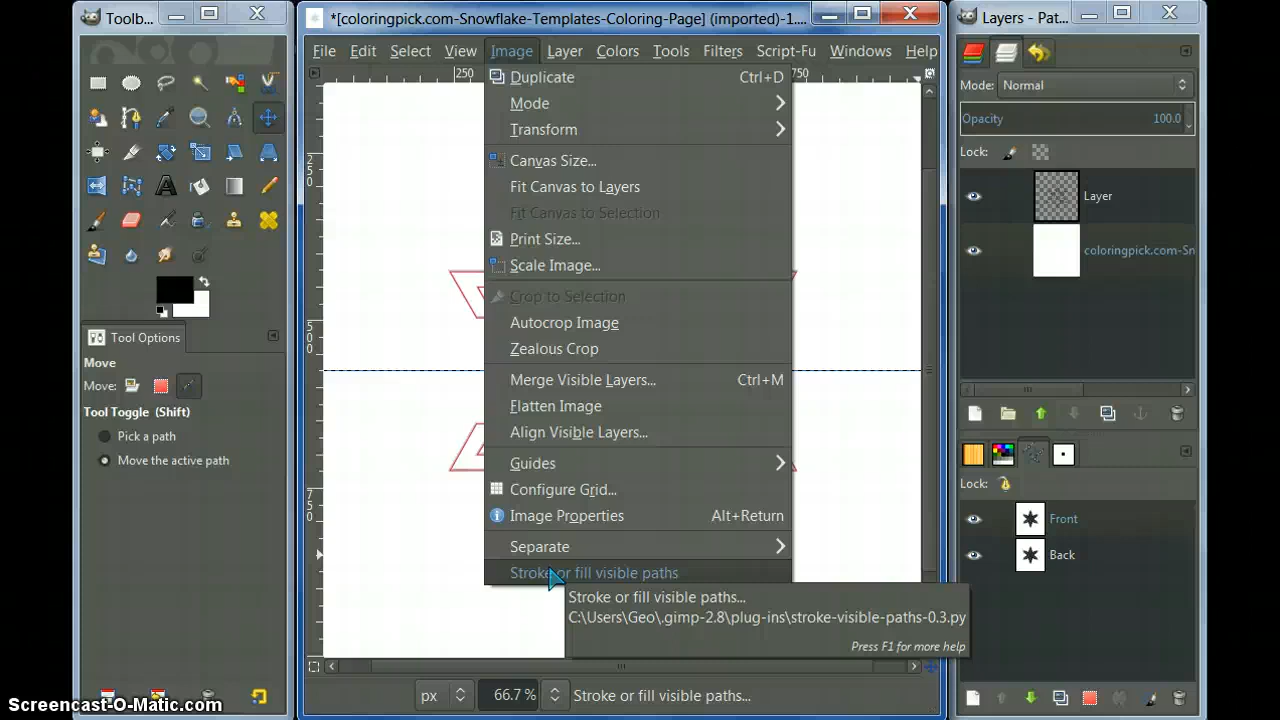 Toolb...
*[coloringpick.com-Snowflake-Templates-Coloring-Page] (imported)-1....
Layers - Pat...
File Edit Select View Image Layer Colors Tools Filters Script-Fu Windows Help
250
750
Duplicate Ctrl+D
Mode
Transform
Canvas Size...
Fit Canvas to Layers
Fit Canvas to Selection
Print Size...
Scale Image...
Crop to Selection
Autocrop Image
Zealous Crop
Merge Visible Layers... Ctrl+M
Flatten Image
Align Visible Layers...
Guides
Configure Grid...
Image Properties Alt+Return
Separate
Stroke or fill visible paths
Stroke or fill visible paths...
C:\Users\Geo\.gimp-2.8\plug-ins\stroke-visible-paths-0.3.py
Press F1 for more help
250
500
750
px 66.7 % Stroke or fill visible paths...
Tool Options
Move
Move:
Tool Toggle (Shift)
Pick a path
Move the active path
Mode: Normal
Opacity 100.0
Lock:
Layer
coloringpick.com-Sn
Lock:
Front
Back
Screencast-O-Matic.com